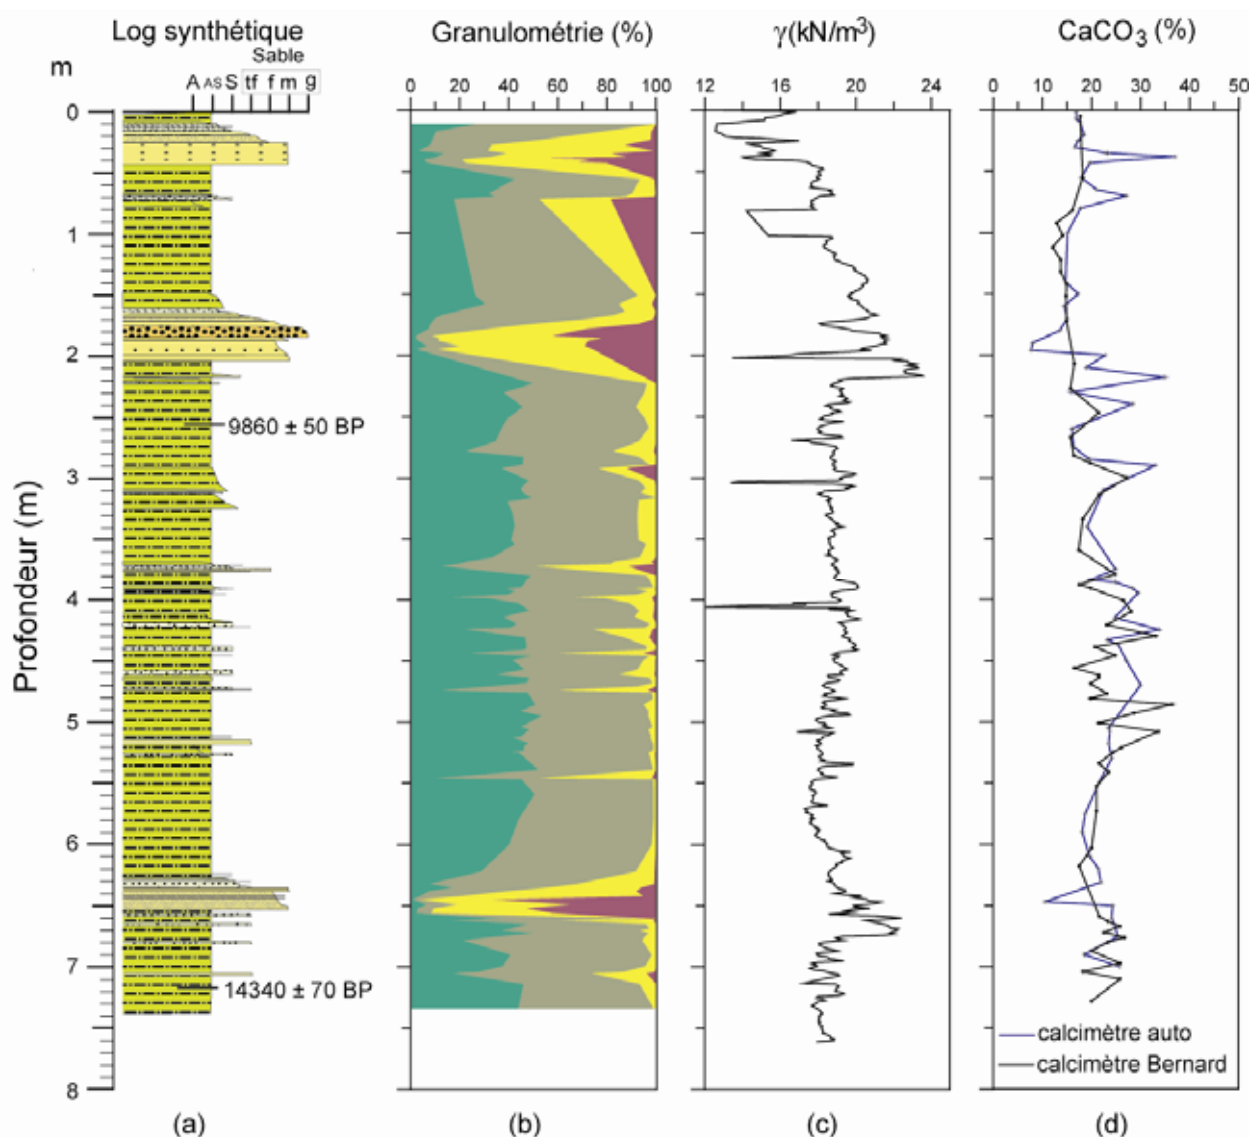 Log synthétique
Granulométrie (%)
γ(kN/m³)
CaCO₃ (%)
m
Sable
A AS S tf f m g
0 20 40 60 80 100
12 16 20 24
0 10 20 30 40 50
0
1
2
3
4
5
6
7
8
Profondeur (m)
9860 ± 50 BP
14340 ± 70 BP
calcimètre auto
calcimètre Bernard
(a)
(b)
(c)
(d)